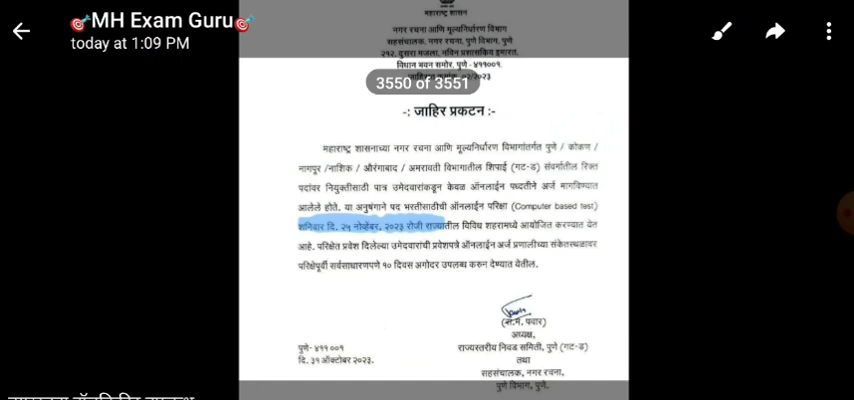 🎯MH Exam Guru🎯
today at 1:09 PM
महाराष्ट्र शासन
नगर रचना आणि मूल्यनिर्धारण विभाग
सहसंचालक, नगर रचना, पुणे विभाग, पुणे
२१२, दुसरा मजला, नविन प्रशासकिय इमारत,
विधान भवन समोर, पुणे - ४११००१.
०२/२०२३
3550 of 3551
-: जाहिर प्रकटन :-
महाराष्ट्र शासनाच्या नगर रचना आणि मूल्यनिर्धारण विभागांतर्गत पुणे / कोकण /
नागपूर /नाशिक / औरंगाबाद / अमरावती विभागातील शिपाई (गट-ड) संवर्गातील रिक्त
पदांवर नियुक्तीसाठी पात्र उमेदवारांकडून केवळ ऑनलाईन पध्दतीने अर्ज मागविण्यात
आलेले होते. या अनुषंगाने पद भरतीसाठीची ऑनलाईन परिक्षा (Computer based test)
शनिवार दि. २५ नोव्हेंबर, २०२३ रोजी राज्यातील विविध शहरामध्ये आयोजित करण्यात येत
आहे. परिक्षेत प्रवेश दिलेल्या उमेदवारांची प्रवेशपत्रे ऑनलाईन अर्ज प्रणालीच्या संकेतस्थळावर
परिक्षेपूर्वी सर्वसाधारणपणे १० दिवस अगोदर उपलब्ध करुन देण्यात येतील.
(सं.मं. पवार)
अध्यक्ष,
पुणे- ४११ ००१ राज्यस्तरीय निवड समिती, पुणे (गट-ड)
दि. ३१ ऑक्टोबर २०२३. तथा
सहसंचालक, नगर रचना,
पुणे विभाग, पुणे.